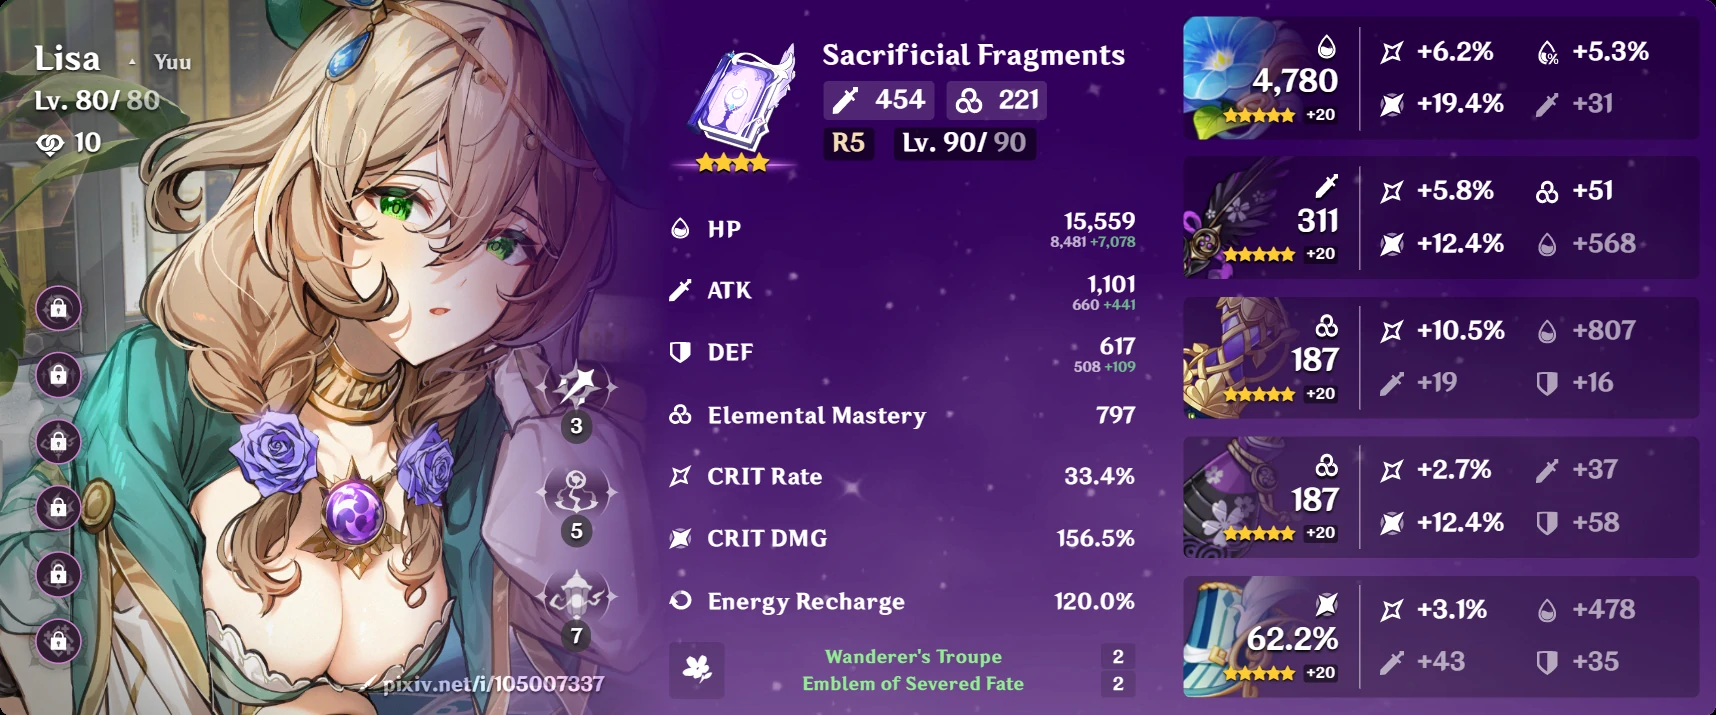 Lisa Yuu
Lv. 80/ 80
10
3
5
7
pixiv.net/i/105007337
Sacrificial Fragments
454 221
R5 Lv. 90/ 90
HP 15,559
8,481 +7,078
ATK 1,101
660 +441
DEF 617
508 +109
Elemental Mastery 797
CRIT Rate 33.4%
CRIT DMG 156.5%
Energy Recharge 120.0%
Wanderer's Troupe 2
Emblem of Severed Fate 2
+6.2% +5.3%
4,780
+19.4% +31
+20
+5.8% +51
311
+12.4% +568
+20
+10.5% +807
187
+19 +16
+20
+2.7% +37
187
+12.4% +58
+20
+3.1% +478
62.2%
+43 +35
+20